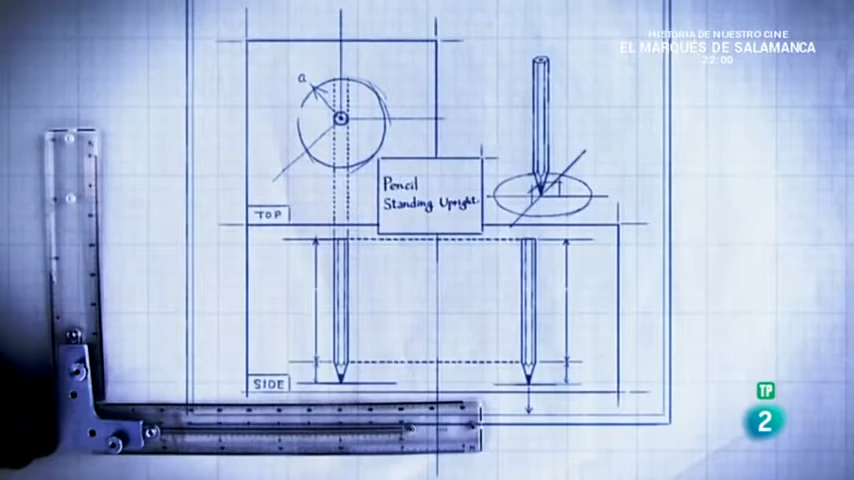 HISTORIA DE NUESTRO CINE
EL MARQUÉS DE SALAMANCA
22:00
a
Pencil
Standing Upright
TOP
SIDE
TP
2